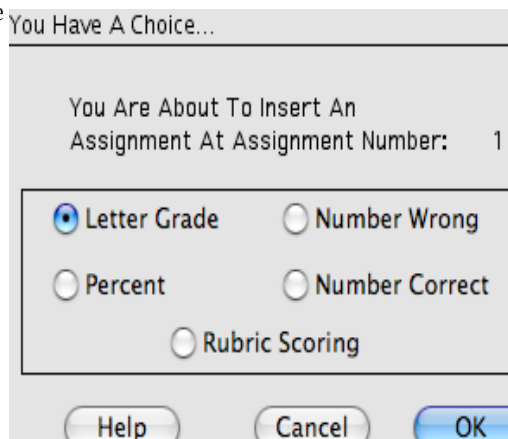 e
You Have A Choice...
You Are About To Insert An
Assignment At Assignment Number: 1
Letter Grade Number Wrong
Percent Number Correct
Rubric Scoring
Help Cancel OK